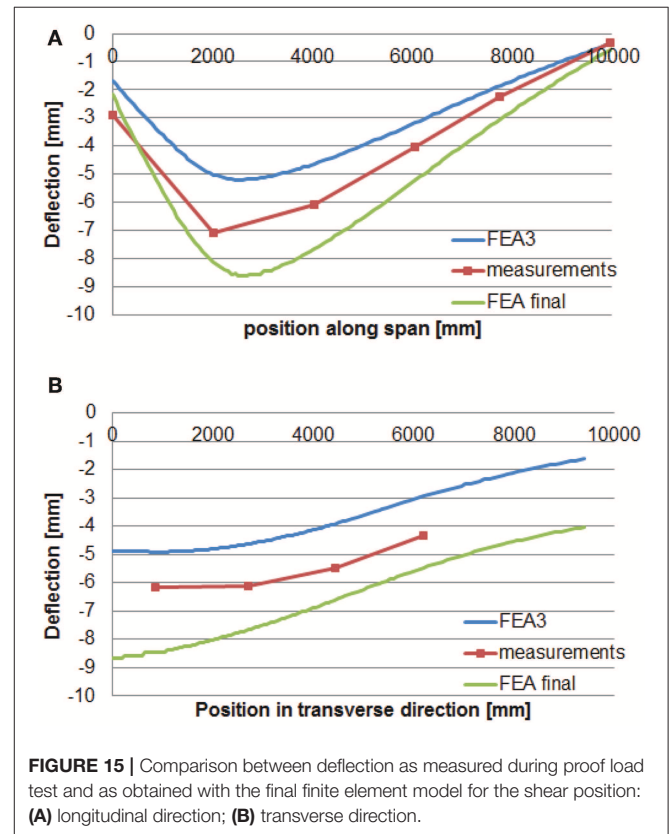 A
0
-1
-2
-3
-4
-5
-6
-7
-8
-9
-10
0 2000 4000 6000 8000 10000
Deflection [mm]
FEA3
measurements
FEA final
position along span [mm]
B
0
-1
-2
-3
-4
-5
-6
-7
-8
-9
-10
0 2000 4000 6000 8000 10000
Deflection [mm]
FEA3
measurements
FEA final
Position in transverse direction [mm]
FIGURE 15 | Comparison between deflection as measured during proof load
test and as obtained with the final finite element model for the shear position:
(A) longitudinal direction; (B) transverse direction.